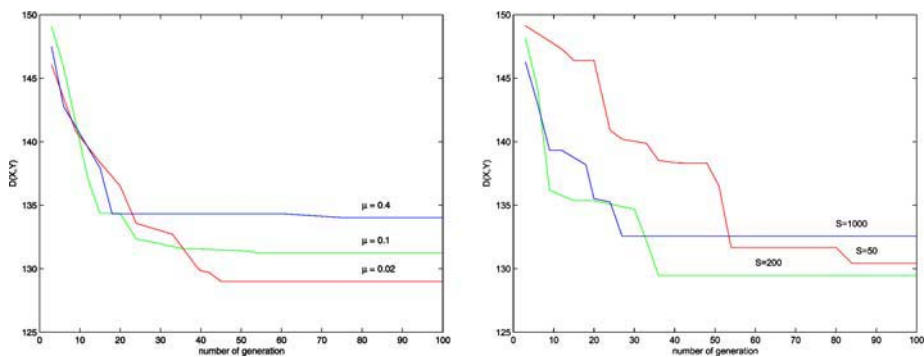 150
145
140
135
130
125
D(X,Y)
μ = 0.4
μ = 0.1
μ = 0.02
0 10 20 30 40 50 60 70 80 90 100
number of generation
150
145
140
135
130
125
D(X,Y)
S=1000
S=50
S=200
0 10 20 30 40 50 60 70 80 90 100
number of generation